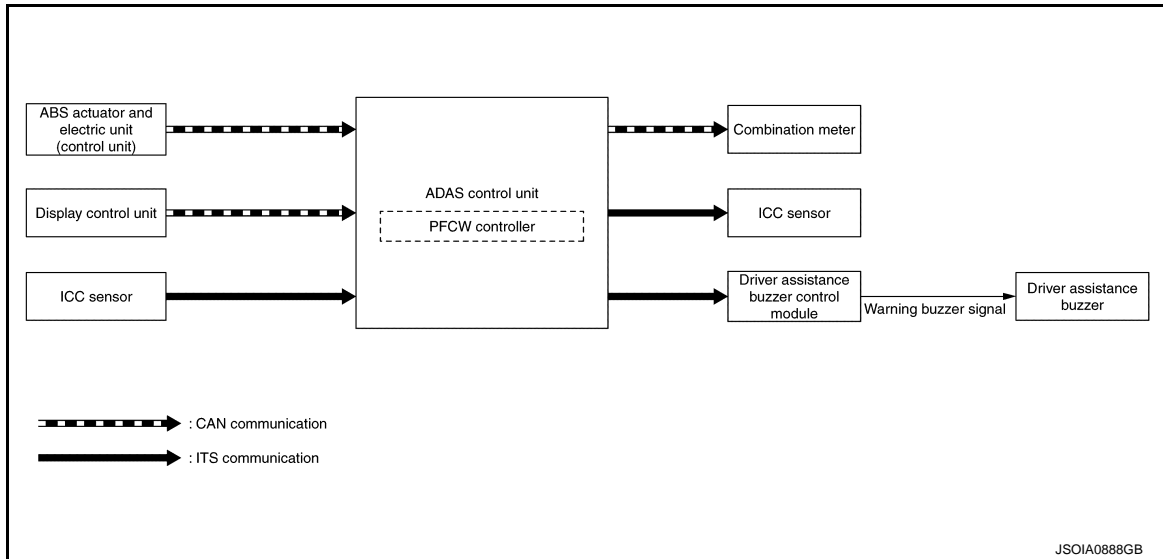 ABS actuator and
electric unit
(control unit)
Display control unit
ICC sensor
ADAS control unit
PFCW controller
Combination meter
ICC sensor
Driver assistance
buzzer control
module
Warning buzzer signal
Driver assistance
buzzer
: CAN communication
: ITS communication
JSOIA0888GB